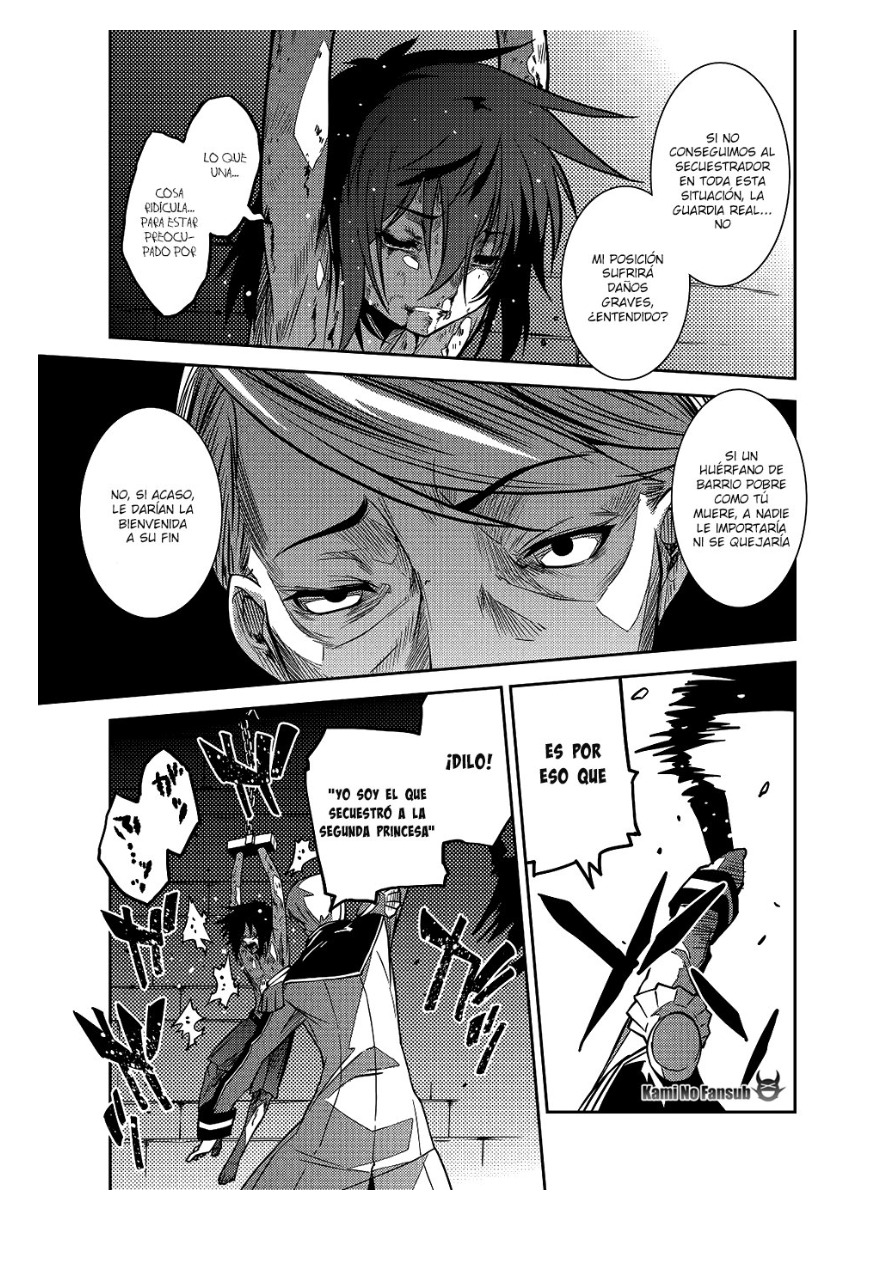 SI NO
CONSEGUIMOS AL
SECUESTRADOR
EN TODA ESTA
SITUACIÓN, LA
GUARDIA REAL...
NO
MI POSICIÓN
SUFRIRÁ
DAÑOS
GRAVES,
¿ENTENDIDO?
LO QUE
UNA...
COSA
RIDÍCULA...
PARA ESTAR
PREOCU-
PADO POR
SI UN
HUÉRFANO DE
BARRIO POBRE
COMO TÚ
MUERE, A NADIE
LE IMPORTARÍA
NI SE QUEJARÍA
NO, SI ACASO,
LE DARÍAN LA
BIENVENIDA
A SU FIN
ES POR
ESO QUE
¡DILO!
"YO SOY EL QUE
SECUESTRÓ A LA
SEGUNDA PRINCESA"
Kami No Fansub